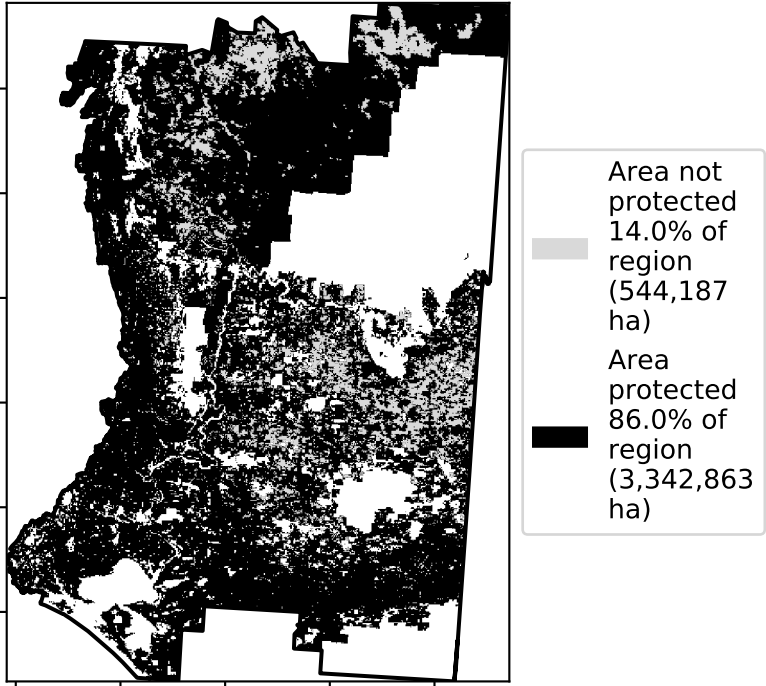 Area not
protected
14.0% of
region
(544,187
ha)
Area
protected
86.0% of
region
(3,342,863
ha)